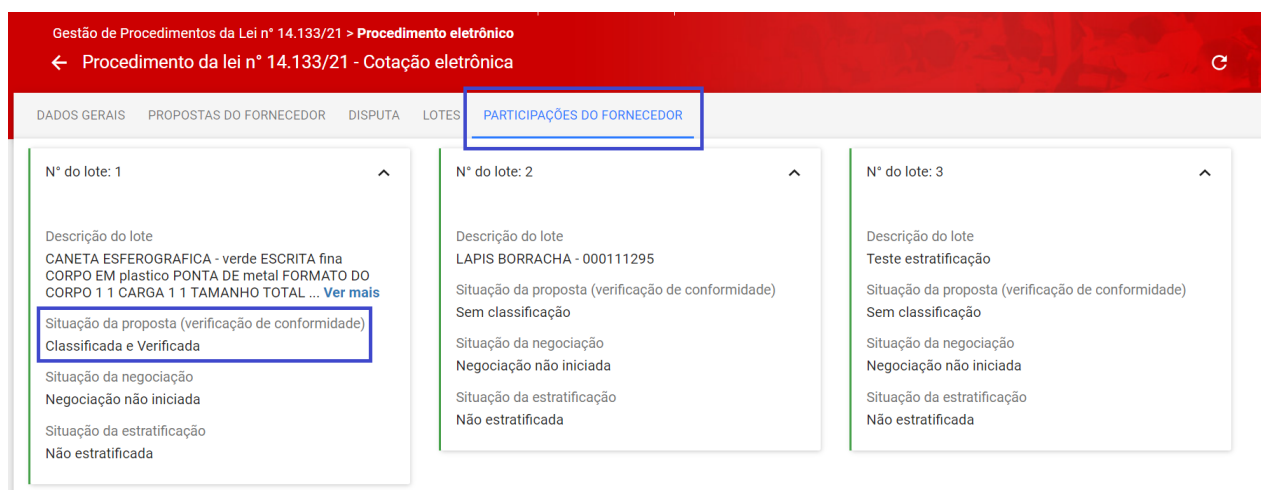 Gestão de Procedimentos da Lei n° 14.133/21 > Procedimento eletrônico
Procedimento da lei n° 14.133/21 - Cotação eletrônica
DADOS GERAIS PROPOSTAS DO FORNECEDOR DISPUTA LOTES PARTICIPAÇÕES DO FORNECEDOR
N° do lote: 1
Descrição do lote
CANETA ESFEROGRAFICA - verde ESCRITA fina
CORPO EM plastico PONTA DE metal FORMATO DO
CORPO 1 1 CARGA 1 1 TAMANHO TOTAL ... Ver mais
Situação da proposta (verificação de conformidade)
Classificada e Verificada
Situação da negociação
Negociação não iniciada
Situação da estratificação
Não estratificada
N° do lote: 2
Descrição do lote
LAPIS BORRACHA - 000111295
Situação da proposta (verificação de conformidade)
Sem classificação
Situação da negociação
Negociação não iniciada
Situação da estratificação
Não estratificada
N° do lote: 3
Descrição do lote
Teste estratificação
Situação da proposta (verificação de conformidade)
Sem classificação
Situação da negociação
Negociação não iniciada
Situação da estratificação
Não estratificada